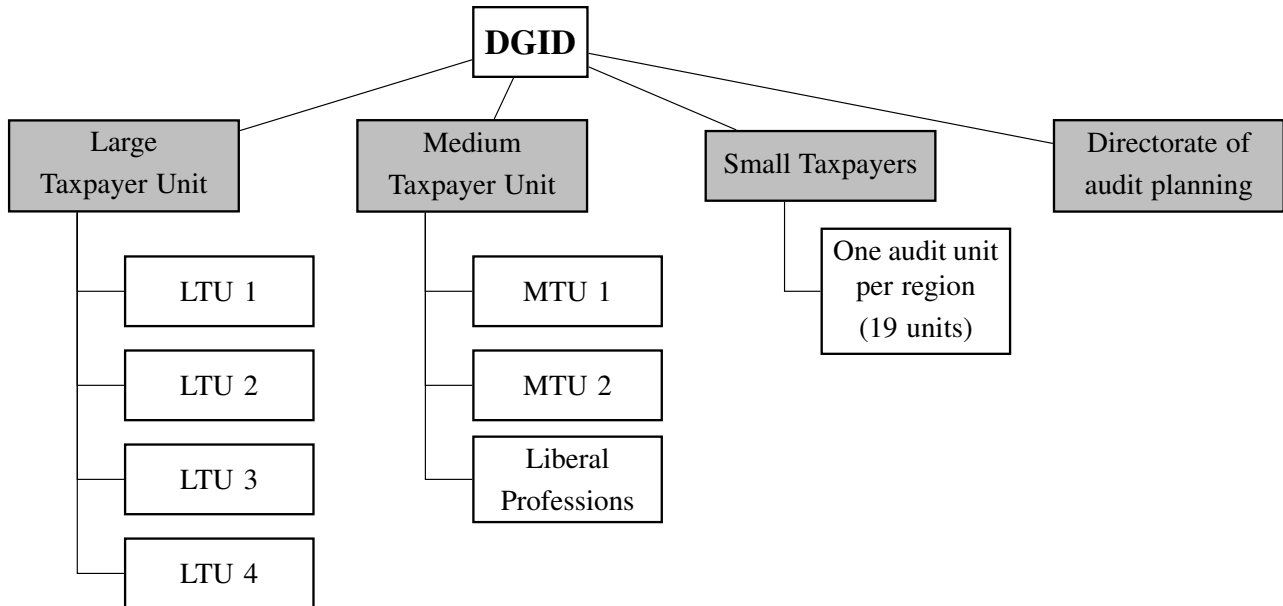 DGID
Large
Taxpayer Unit
Medium
Taxpayer Unit
Small Taxpayers
Directorate of
audit planning
LTU 1
LTU 2
LTU 3
LTU 4
MTU 1
MTU 2
Liberal
Professions
One audit unit
per region
(19 units)